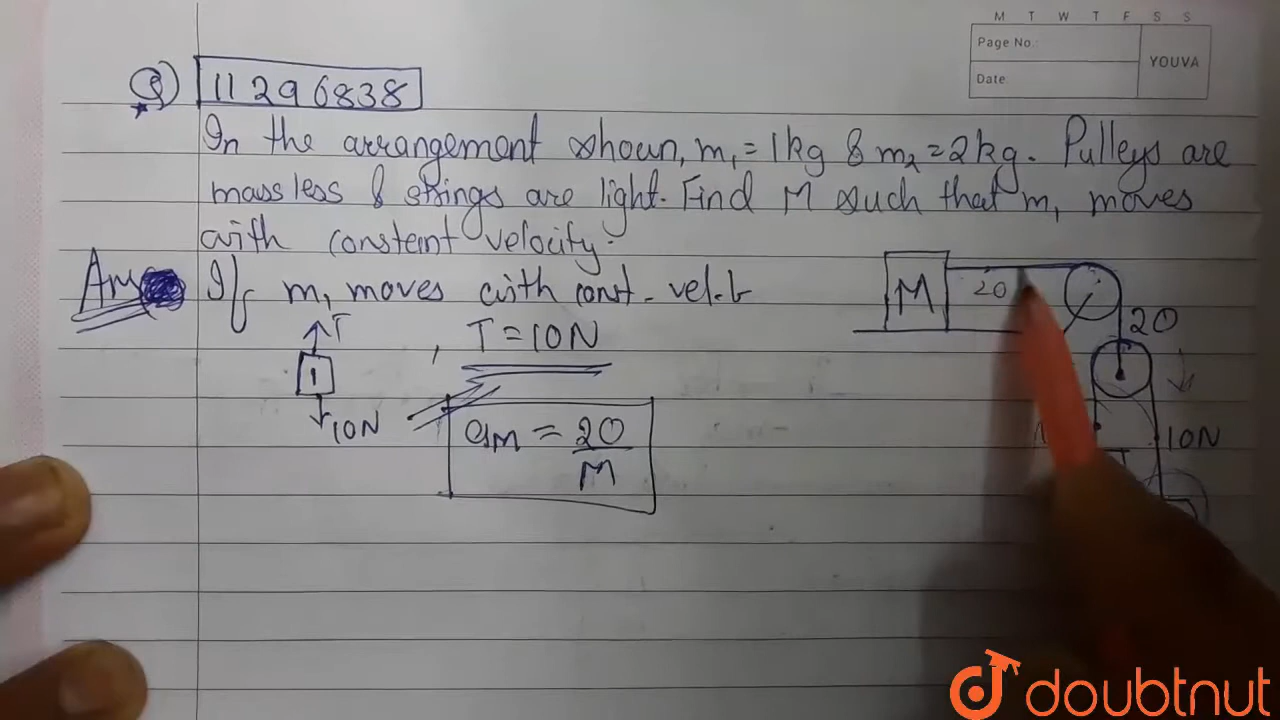 M T W T F S S
Page No.:
YOUVA
Date
Q) 11296838
In the arrangement shown, m₁ = 1kg & m₂ = 2kg. Pulleys are
massless & strings are light. Find M such that m₁ moves
with constant velocity.
Ans If m₁ moves with const. vel.
T
1
10N
, T = 10N
aM = 20/M
M
20
20
10N
doubtnut